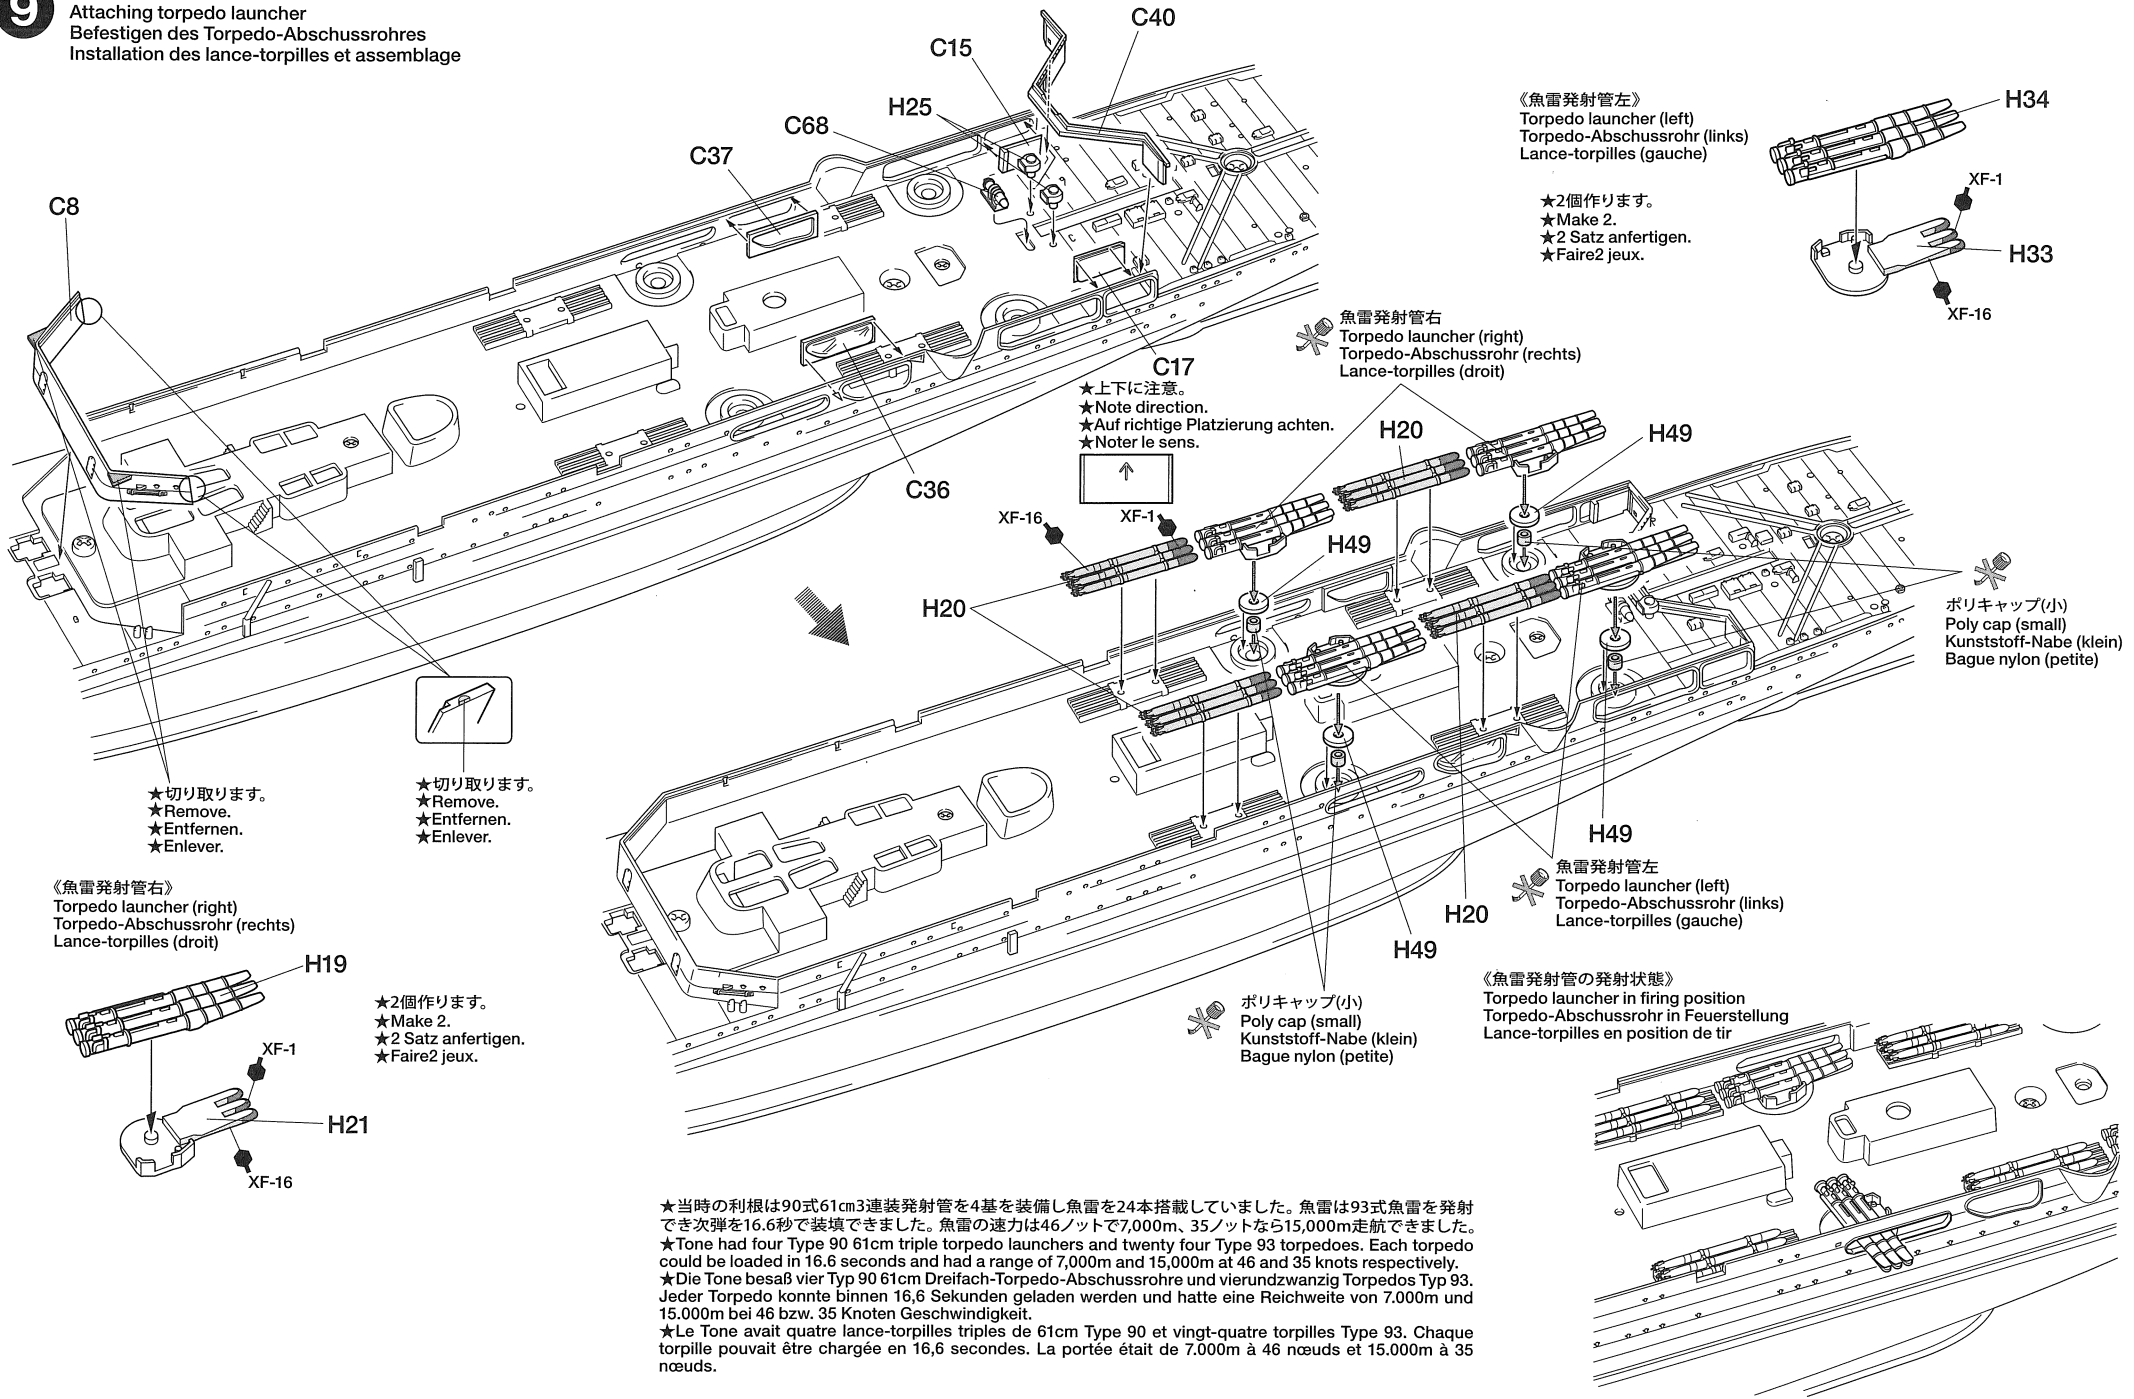 9
Attaching torpedo launcher
Befestigen des Torpedo-Abschussrohres
Installation des lance-torpilles et assemblage
C40
C15
H25
C68
C37
C8
《魚雷発射管左》
Torpedo launcher (left)
Torpedo-Abschussrohr (links)
Lance-torpilles (gauche)
H34
★2個作ります。
★Make 2.
★2 Satz anfertigen.
★Faire2 jeux.
XF-1
H33
XF-16
魚雷発射管右
Torpedo launcher (right)
Torpedo-Abschussrohr (rechts)
Lance-torpilles (droit)
C17
★上下に注意。
★Note direction.
★Auf richtige Platzierung achten.
★Noter le sens.
C36
H20
H49
XF-16
XF-1
H49
H20
ポリキャップ(小)
Poly cap (small)
Kunststoff-Nabe (klein)
Bague nylon (petite)
★切り取ります。
★Remove.
★Entfernen.
★Enlever.
★切り取ります。
★Remove.
★Entfernen.
★Enlever.
H49
魚雷発射管左
Torpedo launcher (left)
Torpedo-Abschussrohr (links)
Lance-torpilles (gauche)
H20
H49
《魚雷発射管右》
Torpedo launcher (right)
Torpedo-Abschussrohr (rechts)
Lance-torpilles (droit)
H19
★2個作ります。
★Make 2.
★2 Satz anfertigen.
★Faire2 jeux.
XF-1
H21
XF-16
ポリキャップ(小)
Poly cap (small)
Kunststoff-Nabe (klein)
Bague nylon (petite)
《魚雷発射管の発射状態》
Torpedo launcher in firing position
Torpedo-Abschussrohr in Feuerstellung
Lance-torpilles en position de tir
★当時の利根は90式61cm3連装発射管を4基を装備し魚雷を24本搭載していました。魚雷は93式魚雷を発射
でき次弾を16.6秒で装填できました。魚雷の速力は46ノットで7,000m、35ノットなら15,000m走航できました。
★Tone had four Type 90 61cm triple torpedo launchers and twenty four Type 93 torpedoes. Each torpedo
could be loaded in 16.6 seconds and had a range of 7,000m and 15,000m at 46 and 35 knots respectively.
★Die Tone besaß vier Typ 90 61cm Dreifach-Torpedo-Abschussrohre und vierundzwanzig Torpedos Typ 93.
Jeder Torpedo konnte binnen 16,6 Sekunden geladen werden und hatte eine Reichweite von 7.000m und
15.000m bei 46 bzw. 35 Knoten Geschwindigkeit.
★Le Tone avait quatre lance-torpilles triples de 61cm Type 90 et vingt-quatre torpilles Type 93. Chaque
torpille pouvait être chargée en 16,6 secondes. La portée était de 7.000m à 46 nœuds et 15.000m à 35
nœuds.